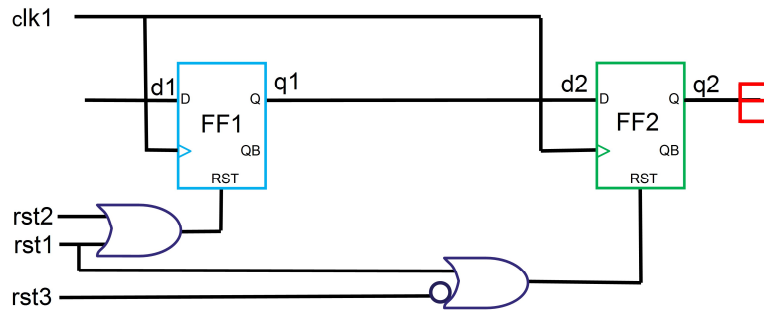 clk1
d1 q1 d2 q2
D Q D Q
FF1 FF2
QB QB
RST RST
rst2
rst1
rst3